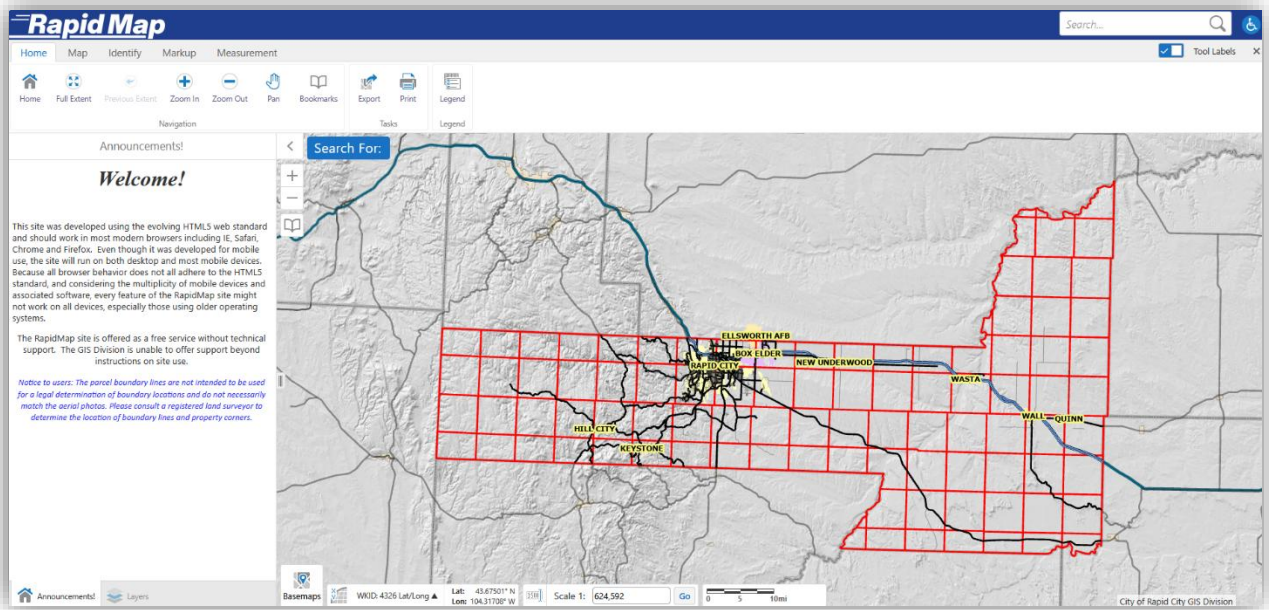 Rapid Map
Search...
Home Map Identify Markup Measurement
Tool Labels
Home Full Extent Previous Extent Zoom In Zoom Out Pan Bookmarks Export Print Legend
Navigation Tasks Legend
Announcements!
Search For:
Welcome!
This site was developed using the evolving HTML5 web standard
and should work in most modern browsers including IE, Safari,
Chrome and Firefox. Even though it was developed for mobile
use, the site will run on both desktop and most mobile devices.
Because all browser behavior does not all adhere to the HTML5
standard, and considering the multiplicity of mobile devices and
associated software, every feature of the RapidMap site might
not work on all devices, especially those using older operating
systems.
The RapidMap site is offered as a free service without technical
support. The GIS Division is unable to offer support beyond
instructions on site use.
Notice to users: The parcel boundary lines are not intended to be used
for a legal determination of boundary locations and do not necessarily
match the aerial photos. Please consult a registered land surveyor to
determine the location of boundary lines and property corners.
ELLSWORTH AFB
BOX ELDER
NEW UNDERWOOD
RAPID CITY
WASTA
WALL
QUINN
HILL CITY
KEYSTONE
Announcements! Layers
Basemaps
WKID: 4326 Lat/Long
Lat: 43.67501° N
Lon: 104.31708° W
Scale 1: 624,592 Go
0 5 10mi
City of Rapid City GIS Division